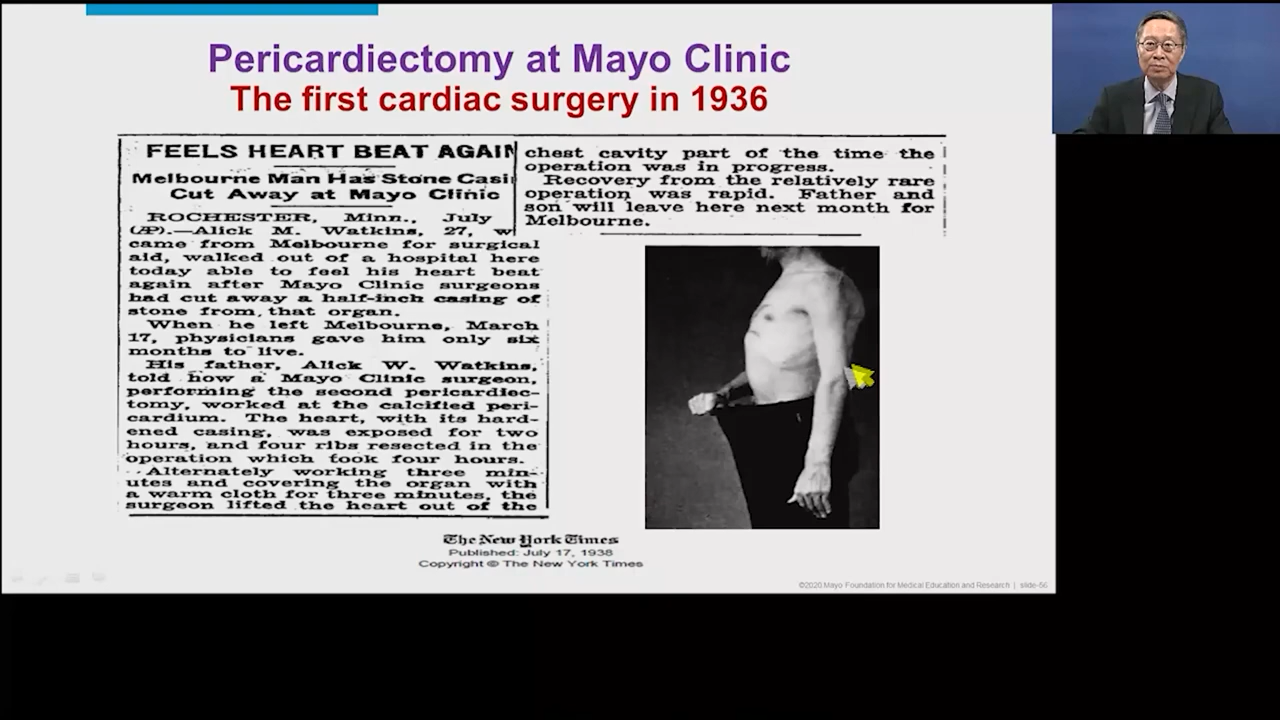 Pericardiectomy at Mayo Clinic
The first cardiac surgery in 1936
FEELS HEART BEAT AGAIN
Melbourne Man Has Stone Casi
Cut Away at Mayo Clinic
ROCHESTER, Minn., July
(AP).—Alick M. Watkins, 27, w
came from Melbourne for surgical
aid, walked out of a hospital here
today able to feel his heart beat
again after Mayo Clinic surgeons
had cut away a half-inch casing of
stone from that organ.
When he left Melbourne, March
17, physicians gave him only six
months to live.
His father, Alick W. Watkins,
told how a Mayo Clinic surgeon,
performing the second pericardiec-
tomy, worked at the calcified peri-
cardium. The heart, with its hard-
ened casing, was exposed for two
hours, and four ribs resected in the
operation which took four hours.
Alternately working three min-
utes and covering the organ with
a warm cloth for three minutes, the
surgeon lifted the heart out of the
chest cavity part of the time the
operation was in progress.
Recovery from the relatively rare
operation was rapid. Father and
son will leave here next month for
Melbourne.
The New York Times
Published: July 17, 1938
Copyright © The New York Times
©2020 Mayo Foundation for Medical Education and Research | slide-56